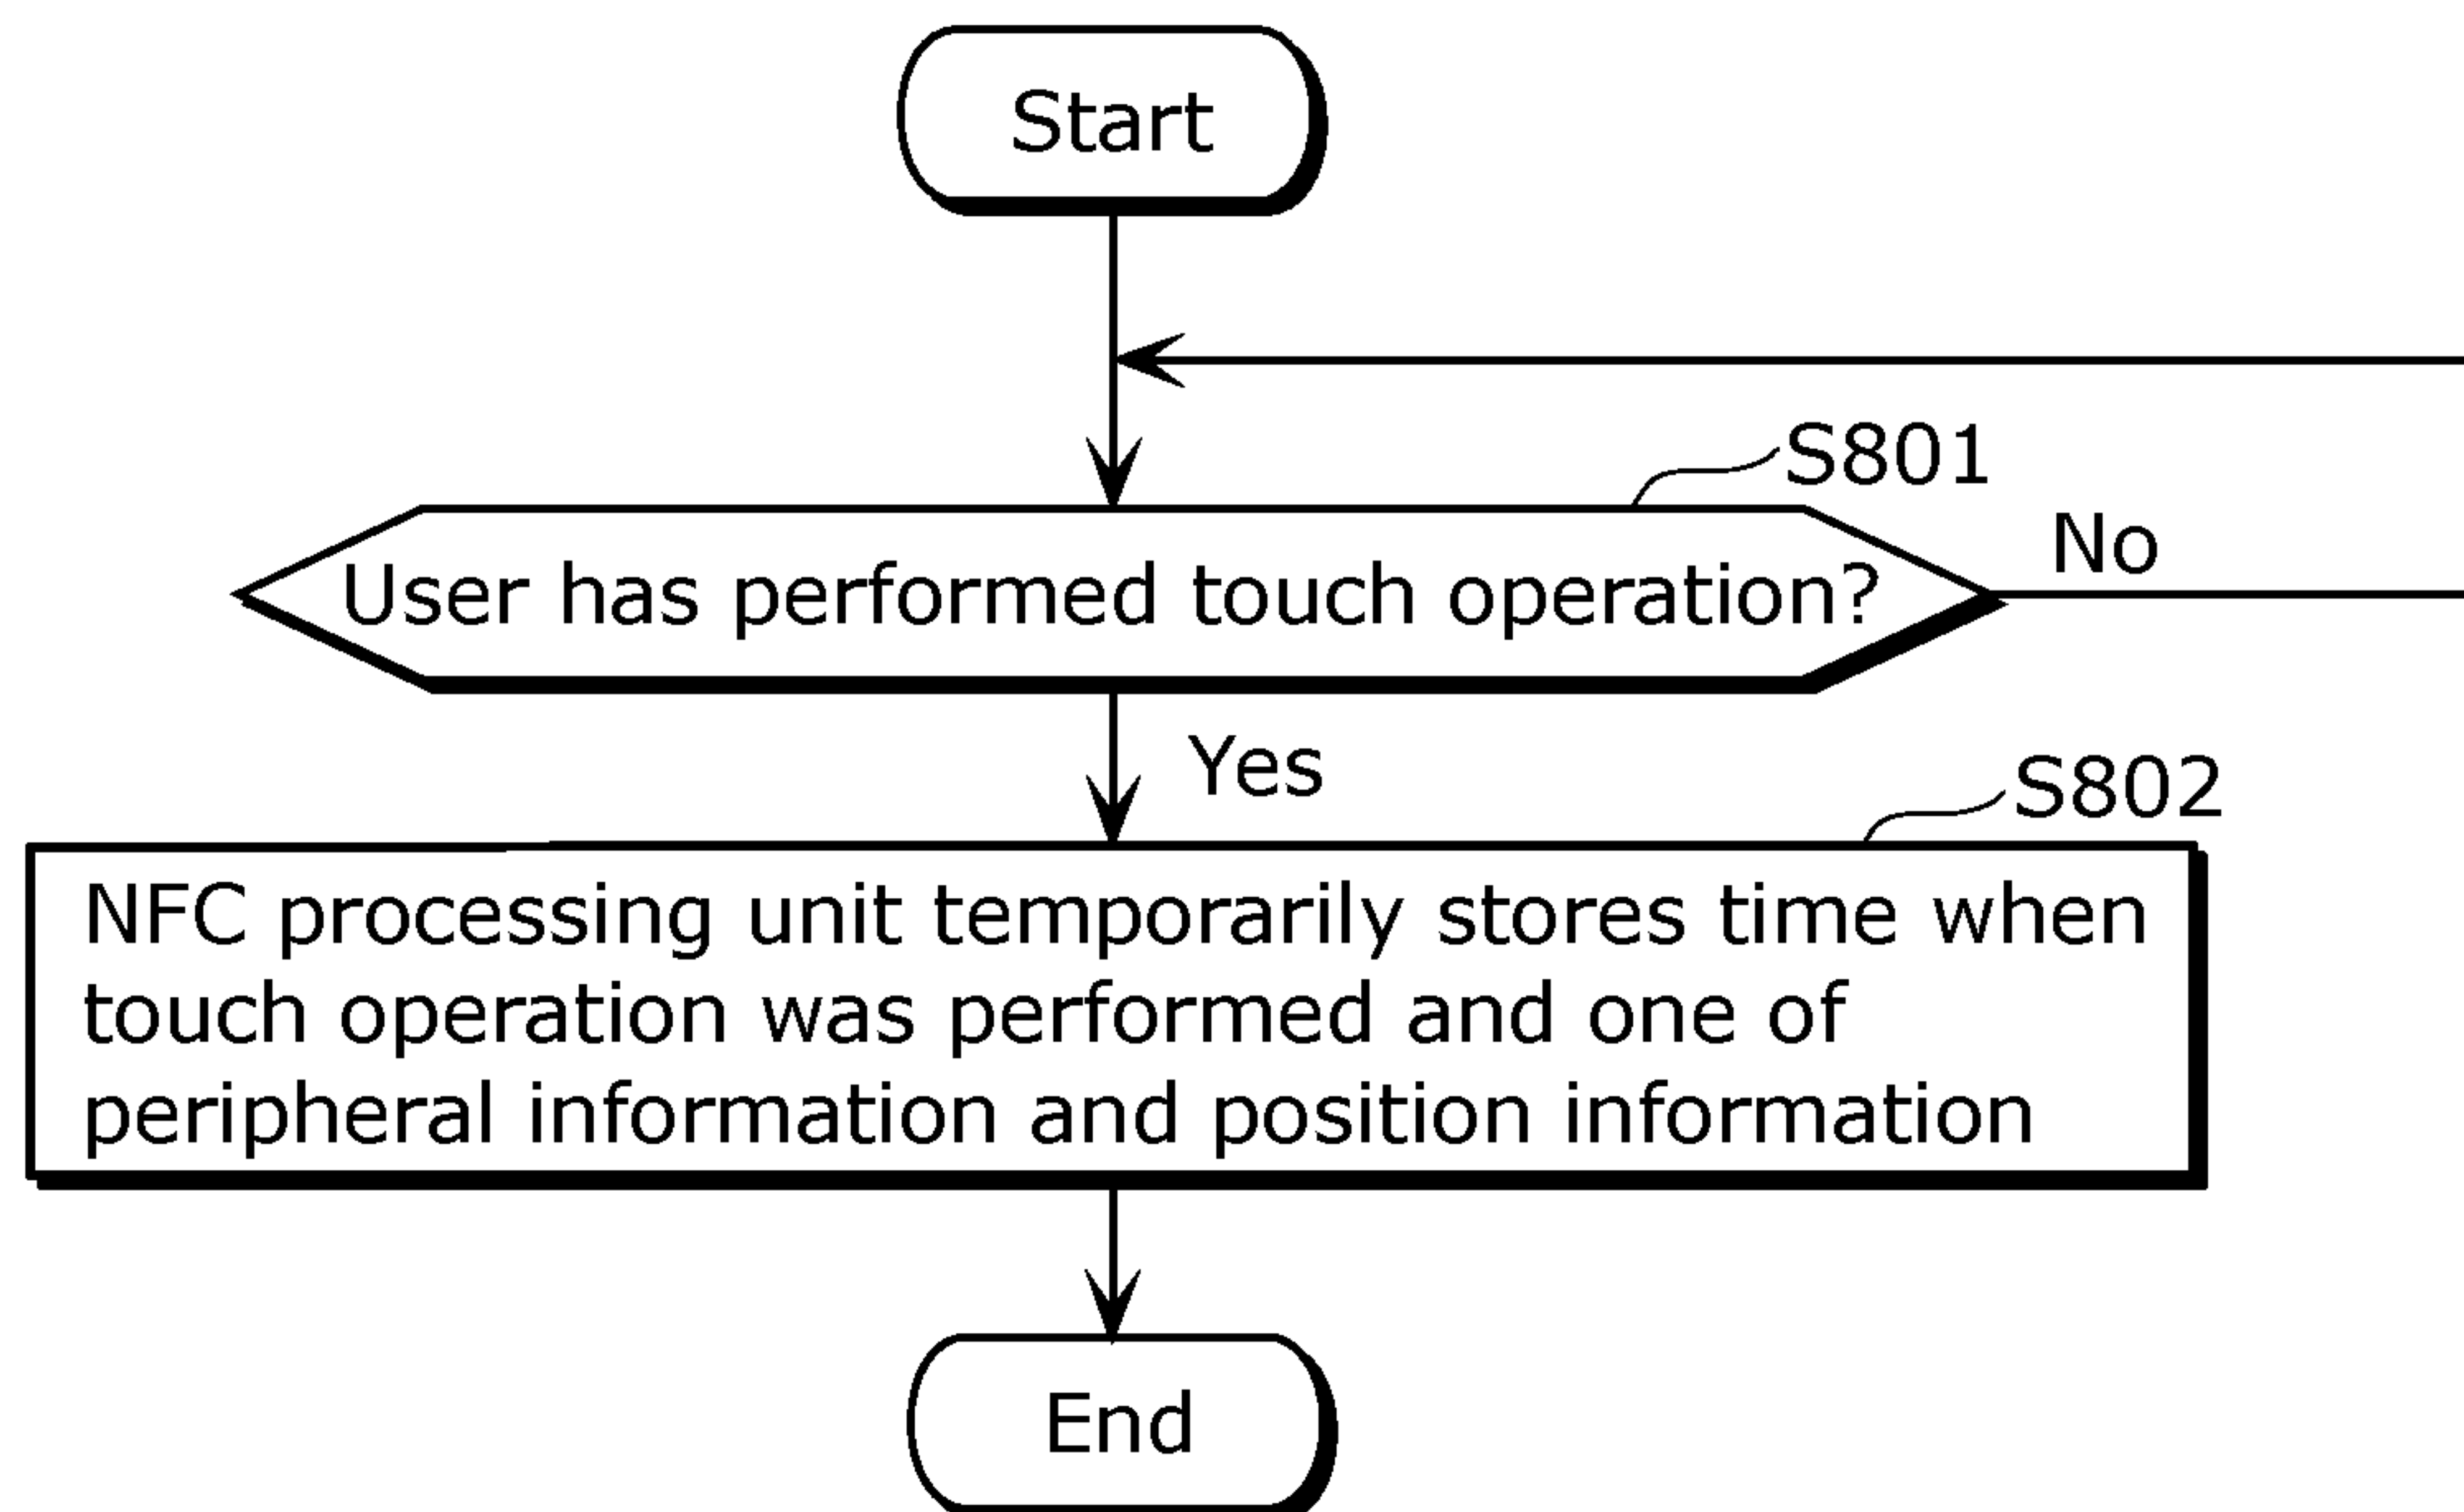 Start
S801
User has performed touch operation?
No
Yes
S802
NFC processing unit temporarily stores time when
touch operation was performed and one of
peripheral information and position information
End